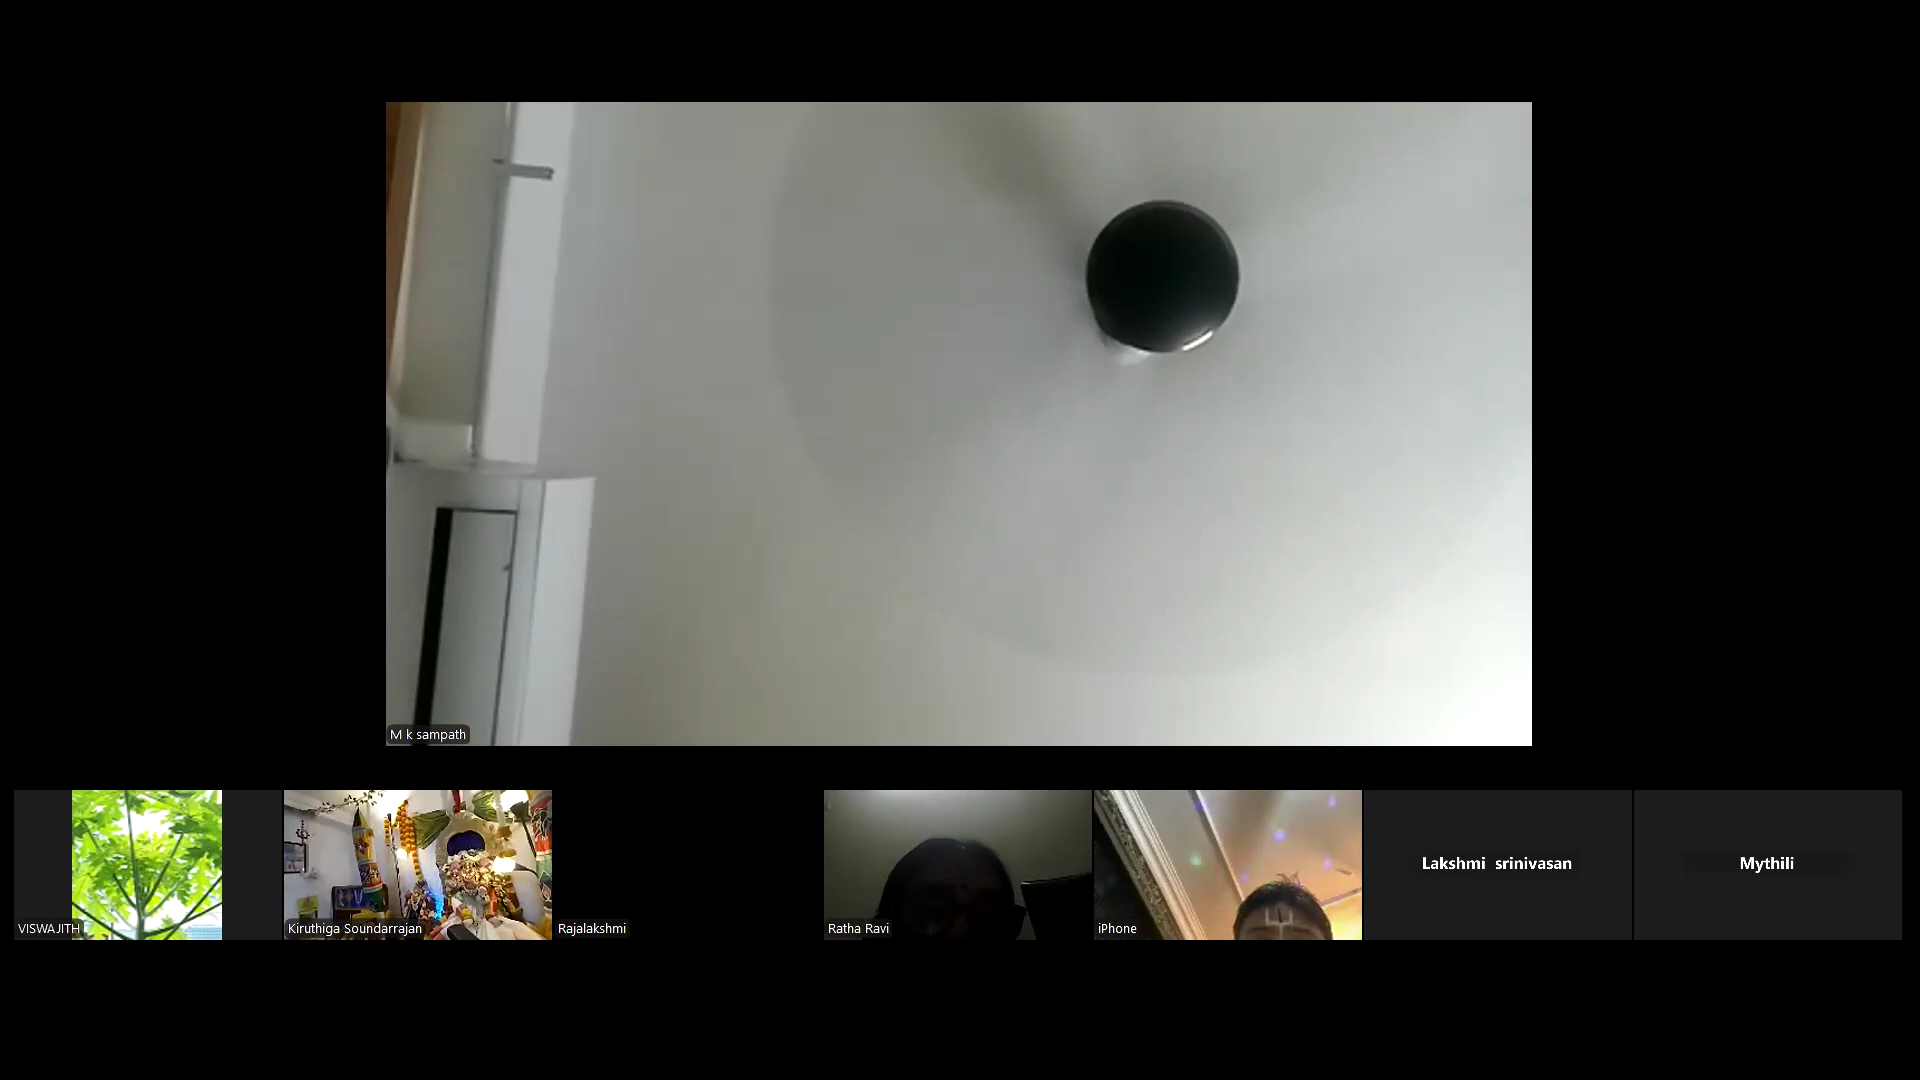 M k sampath
VISWAJITH
Kiruthiga Soundarrajan
Rajalakshmi
Ratha Ravi
iPhone
Lakshmi srinivasan
Mythili